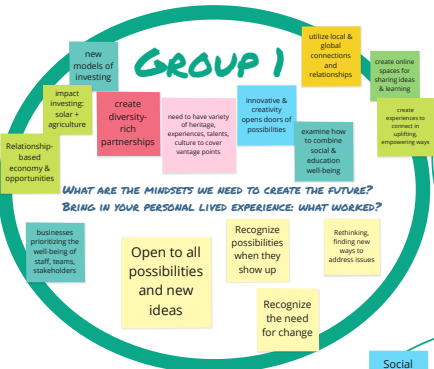 GROUP 1
new
models of
investing
utilize local &
global
connections
and
relationships
create online
spaces for
sharing ideas
& learning
impact
investing:
solar +
agriculture
create
diversity-
rich
partnerships
need to have variety
of heritage,
experiences, talents,
culture to cover
vantage points
innovative &
creativity
opens doors of
possibilities
examine how
to combine
social &
education
well-being
create
experiences to
connect in
uplifting,
empowering ways
Relationship-
based
economy &
opportunities
WHAT ARE THE MINDSETS WE NEED TO CREATE THE FUTURE?
BRING IN YOUR PERSONAL LIVED EXPERIENCE: WHAT WORKED?
businesses
prioritizing the
well-being of
staff, teams,
stakeholders
Open to all
possibilities
and new
ideas
Recognize
possibilities
when they
show up
Rethinking,
finding new
ways to
address issues
Recognize
the need
for change
Social